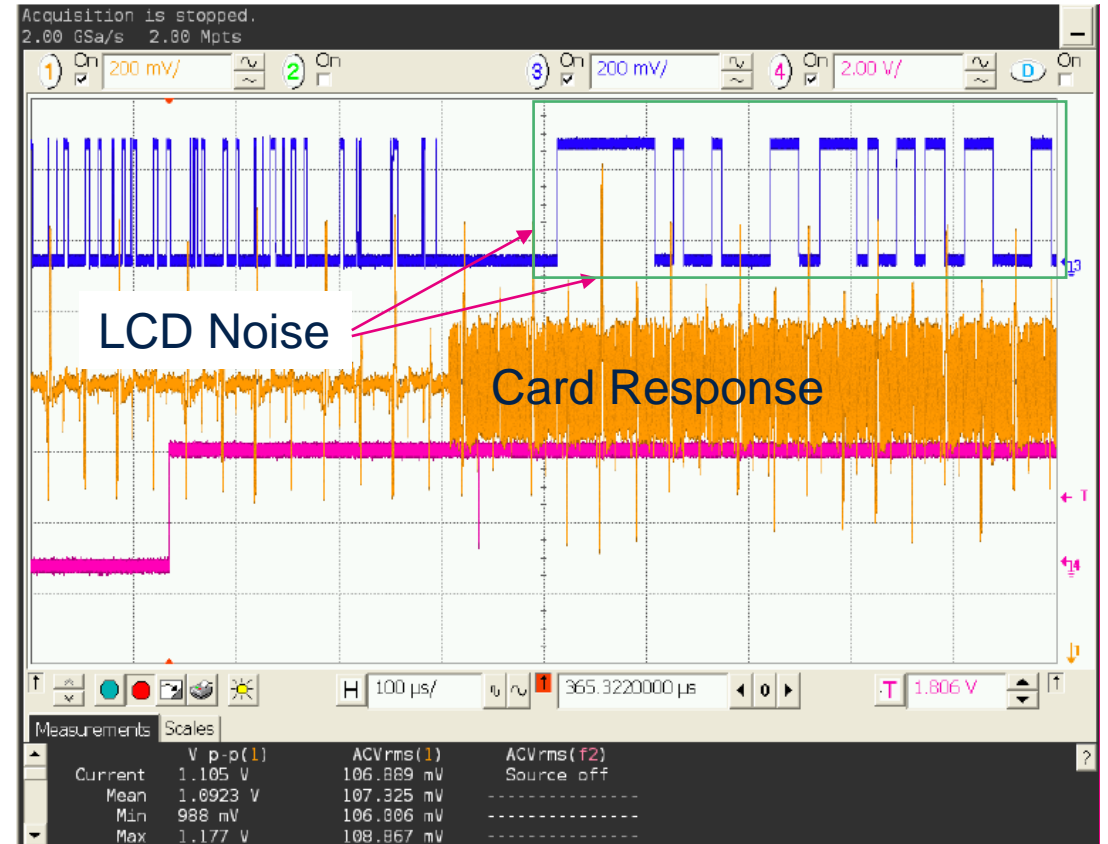 Acquisition is stopped.
2.00 GSa/s 2.00 Mpts
1 On 200 mV/ 2 On 3 On 200 mV/ 4 On 2.00 V/ D On
3
LCD Noise
Card Response
T
4
1
H 100 µs/ 365.3220000 µs 0 T 1.806 V
Measurements Scales
V p-p(1) ACVrms(1) ACVrms(f2)
Current 1.105 V 106.889 mV Source off
Mean 1.0923 V 107.325 mV ---------------
Min 988 mV 106.806 mV ---------------
Max 1.177 V 108.867 mV ---------------
?